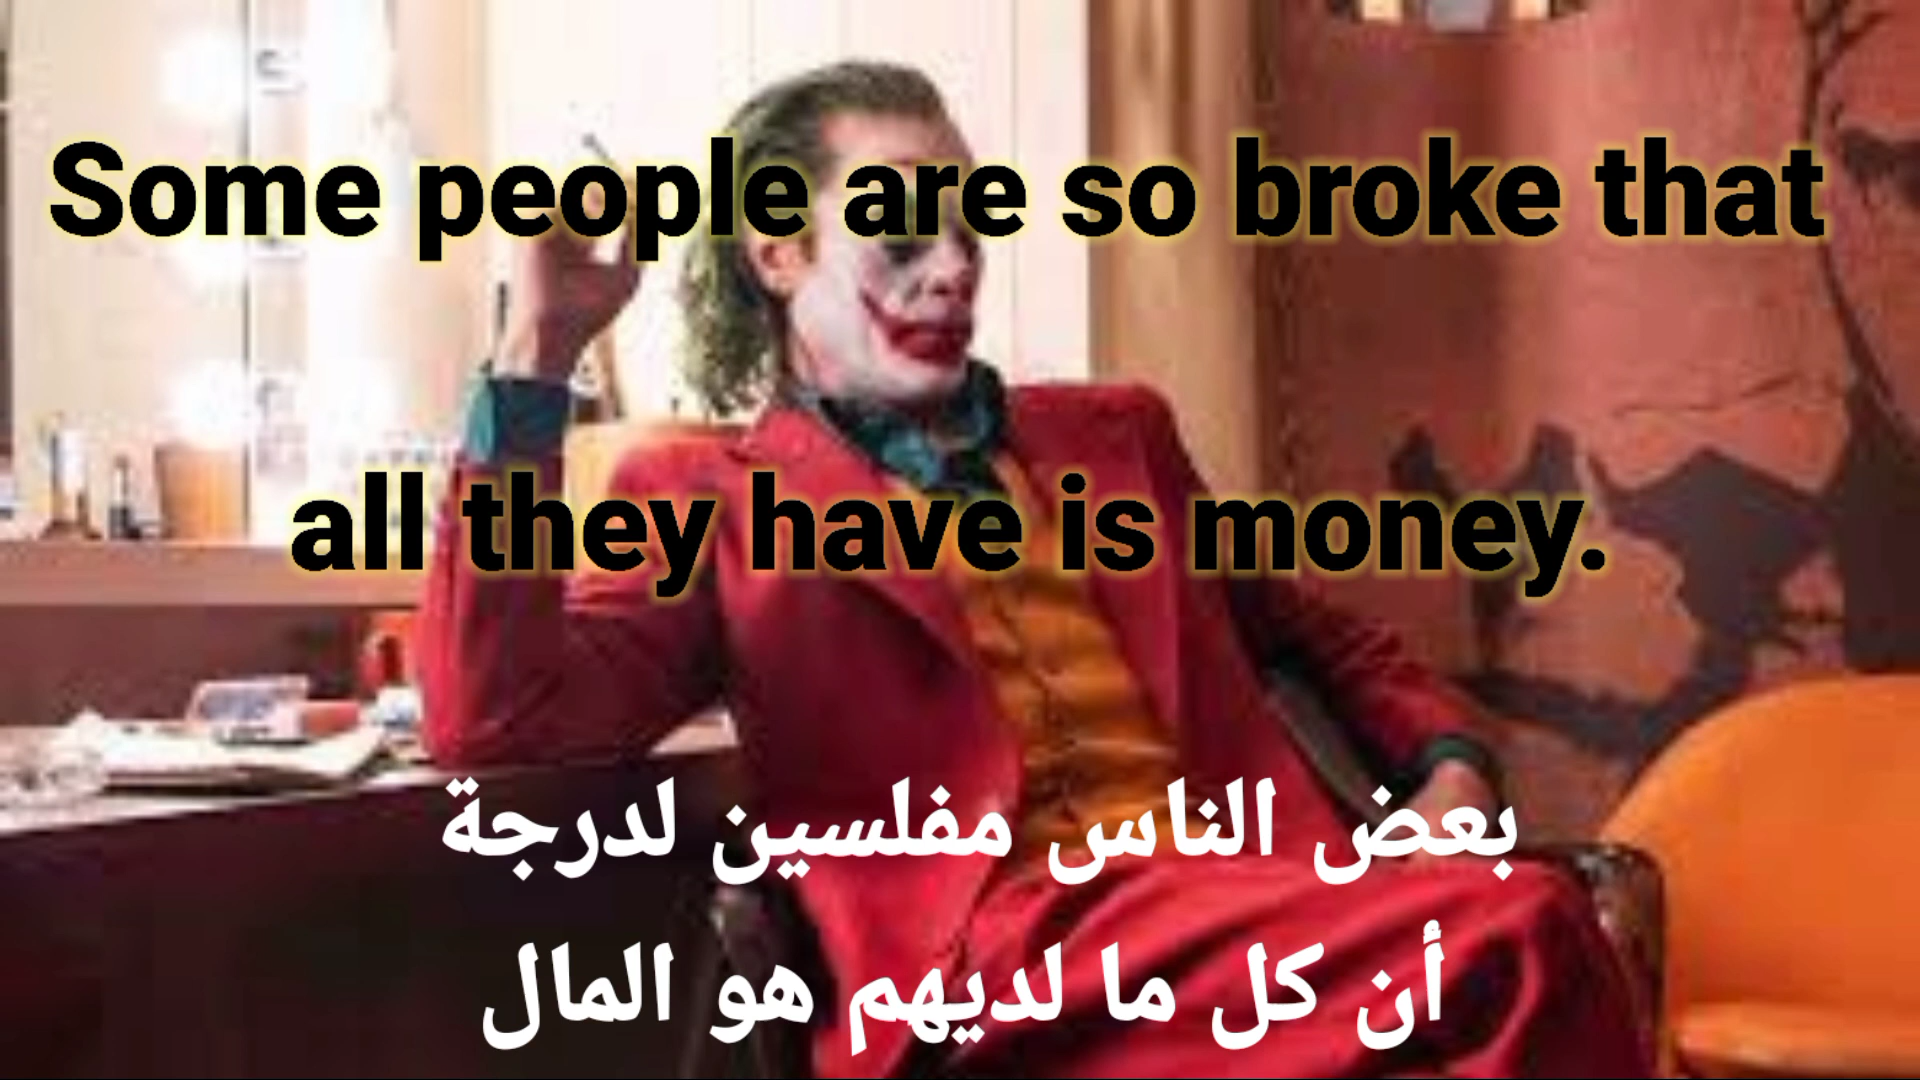 Some people are so broke that
all they have is money.
بعض الناس مفلسين لدرجة
أن كل ما لديهم هو المال